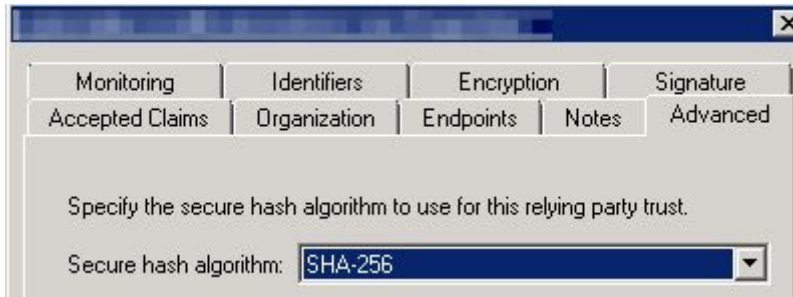 Monitoring Identifiers Encryption Signature
Accepted Claims Organization Endpoints Notes Advanced
Specify the secure hash algorithm to use for this relying party trust.
Secure hash algorithm: SHA-256